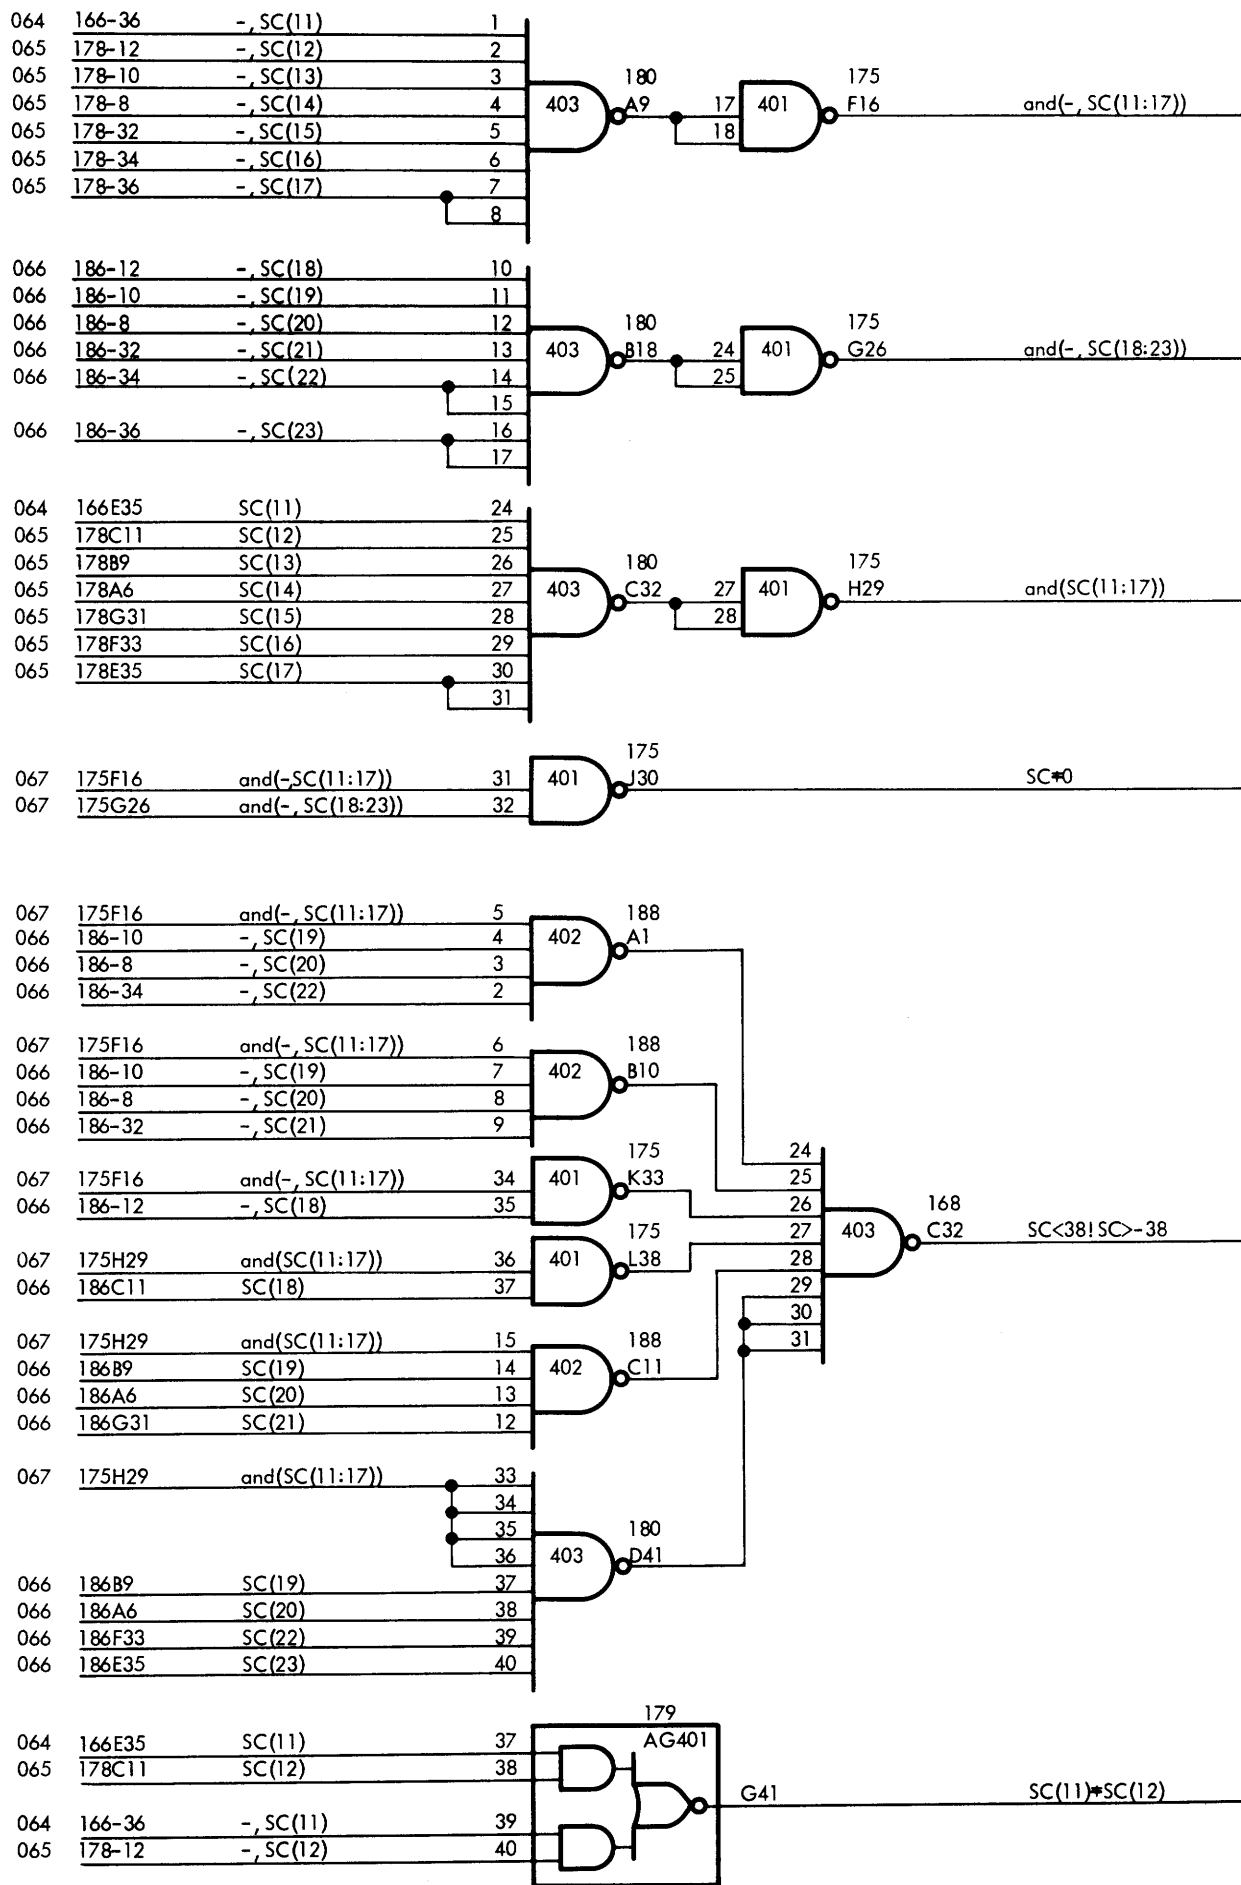 064 166-36 -, SC(11) 1
065 178-12 -, SC(12) 2
065 178-10 -, SC(13) 3 180 175
065 178-8 -, SC(14) 4 403 A9 17 401 F16 and(-, SC(11:17))
065 178-32 -, SC(15) 5 18
065 178-34 -, SC(16) 6
065 178-36 -, SC(17) 7
8
066 186-12 -, SC(18) 10
066 186-10 -, SC(19) 11
066 186-8 -, SC(20) 12 180 175
066 186-32 -, SC(21) 13 403 B18 24 401 G26 and(-, SC(18:23))
066 186-34 -, SC(22) 14 25
15
066 186-36 -, SC(23) 16
17
064 166E35 SC(11) 24
065 178C11 SC(12) 25
065 178B9 SC(13) 26 180 175
065 178A6 SC(14) 27 403 C32 27 401 H29 and(SC(11:17))
065 178G31 SC(15) 28 28
065 178F33 SC(16) 29
065 178E35 SC(17) 30
31
175
067 175F16 and(-,SC(11:17)) 31 401 J30 SC≠0
067 175G26 and(-, SC(18:23)) 32
067 175F16 and(-, SC(11:17)) 5 188
066 186-10 -, SC(19) 4 402 A1
066 186-8 -, SC(20) 3
066 186-34 -, SC(22) 2
067 175F16 and(-, SC(11:17)) 6 188
066 186-10 -, SC(19) 7 402 B10
066 186-8 -, SC(20) 8
066 186-32 -, SC(21) 9
175 24
067 175F16 and(-, SC(11:17)) 34 401 K33 25
066 186-12 -, SC(18) 35 26 168
175 27 403 C32 SC<38!SC>-38
067 175H29 and(SC(11:17)) 36 401 L38 28
066 186C11 SC(18) 37 29
30
067 175H29 and(SC(11:17)) 15 188 31
066 186B9 SC(19) 14 402 C11
066 186A6 SC(20) 13
066 186G31 SC(21) 12
067 175H29 and(SC(11:17)) 33
34
35 180
36 403 D41
066 186B9 SC(19) 37
066 186A6 SC(20) 38
066 186F33 SC(22) 39
066 186E35 SC(23) 40
179
064 166E35 SC(11) 37 AG401
065 178C11 SC(12) 38
G41 SC(11)≠SC(12)
064 166-36 -, SC(11) 39
065 178-12 -, SC(12) 40